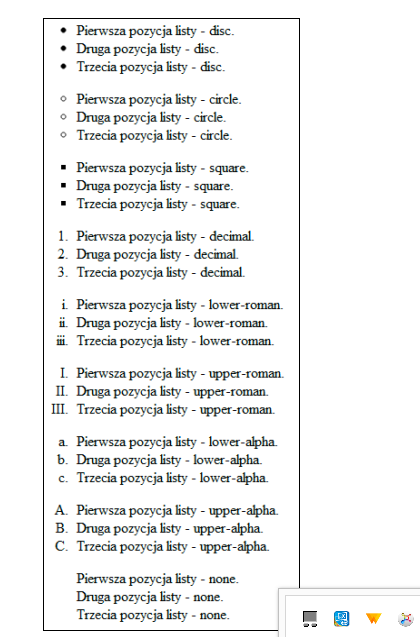 • Pierwsza pozycja listy - disc.
• Druga pozycja listy - disc.
• Trzecia pozycja listy - disc.
○ Pierwsza pozycja listy - circle.
○ Druga pozycja listy - circle.
○ Trzecia pozycja listy - circle.
▪ Pierwsza pozycja listy - square.
▪ Druga pozycja listy - square.
▪ Trzecia pozycja listy - square.
1. Pierwsza pozycja listy - decimal.
2. Druga pozycja listy - decimal.
3. Trzecia pozycja listy - decimal.
i. Pierwsza pozycja listy - lower-roman.
ii. Druga pozycja listy - lower-roman.
iii. Trzecia pozycja listy - lower-roman.
I. Pierwsza pozycja listy - upper-roman.
II. Druga pozycja listy - upper-roman.
III. Trzecia pozycja listy - upper-roman.
a. Pierwsza pozycja listy - lower-alpha.
b. Druga pozycja listy - lower-alpha.
c. Trzecia pozycja listy - lower-alpha.
A. Pierwsza pozycja listy - upper-alpha.
B. Druga pozycja listy - upper-alpha.
C. Trzecia pozycja listy - upper-alpha.
Pierwsza pozycja listy - none.
Druga pozycja listy - none.
Trzecia pozycja listy - none.